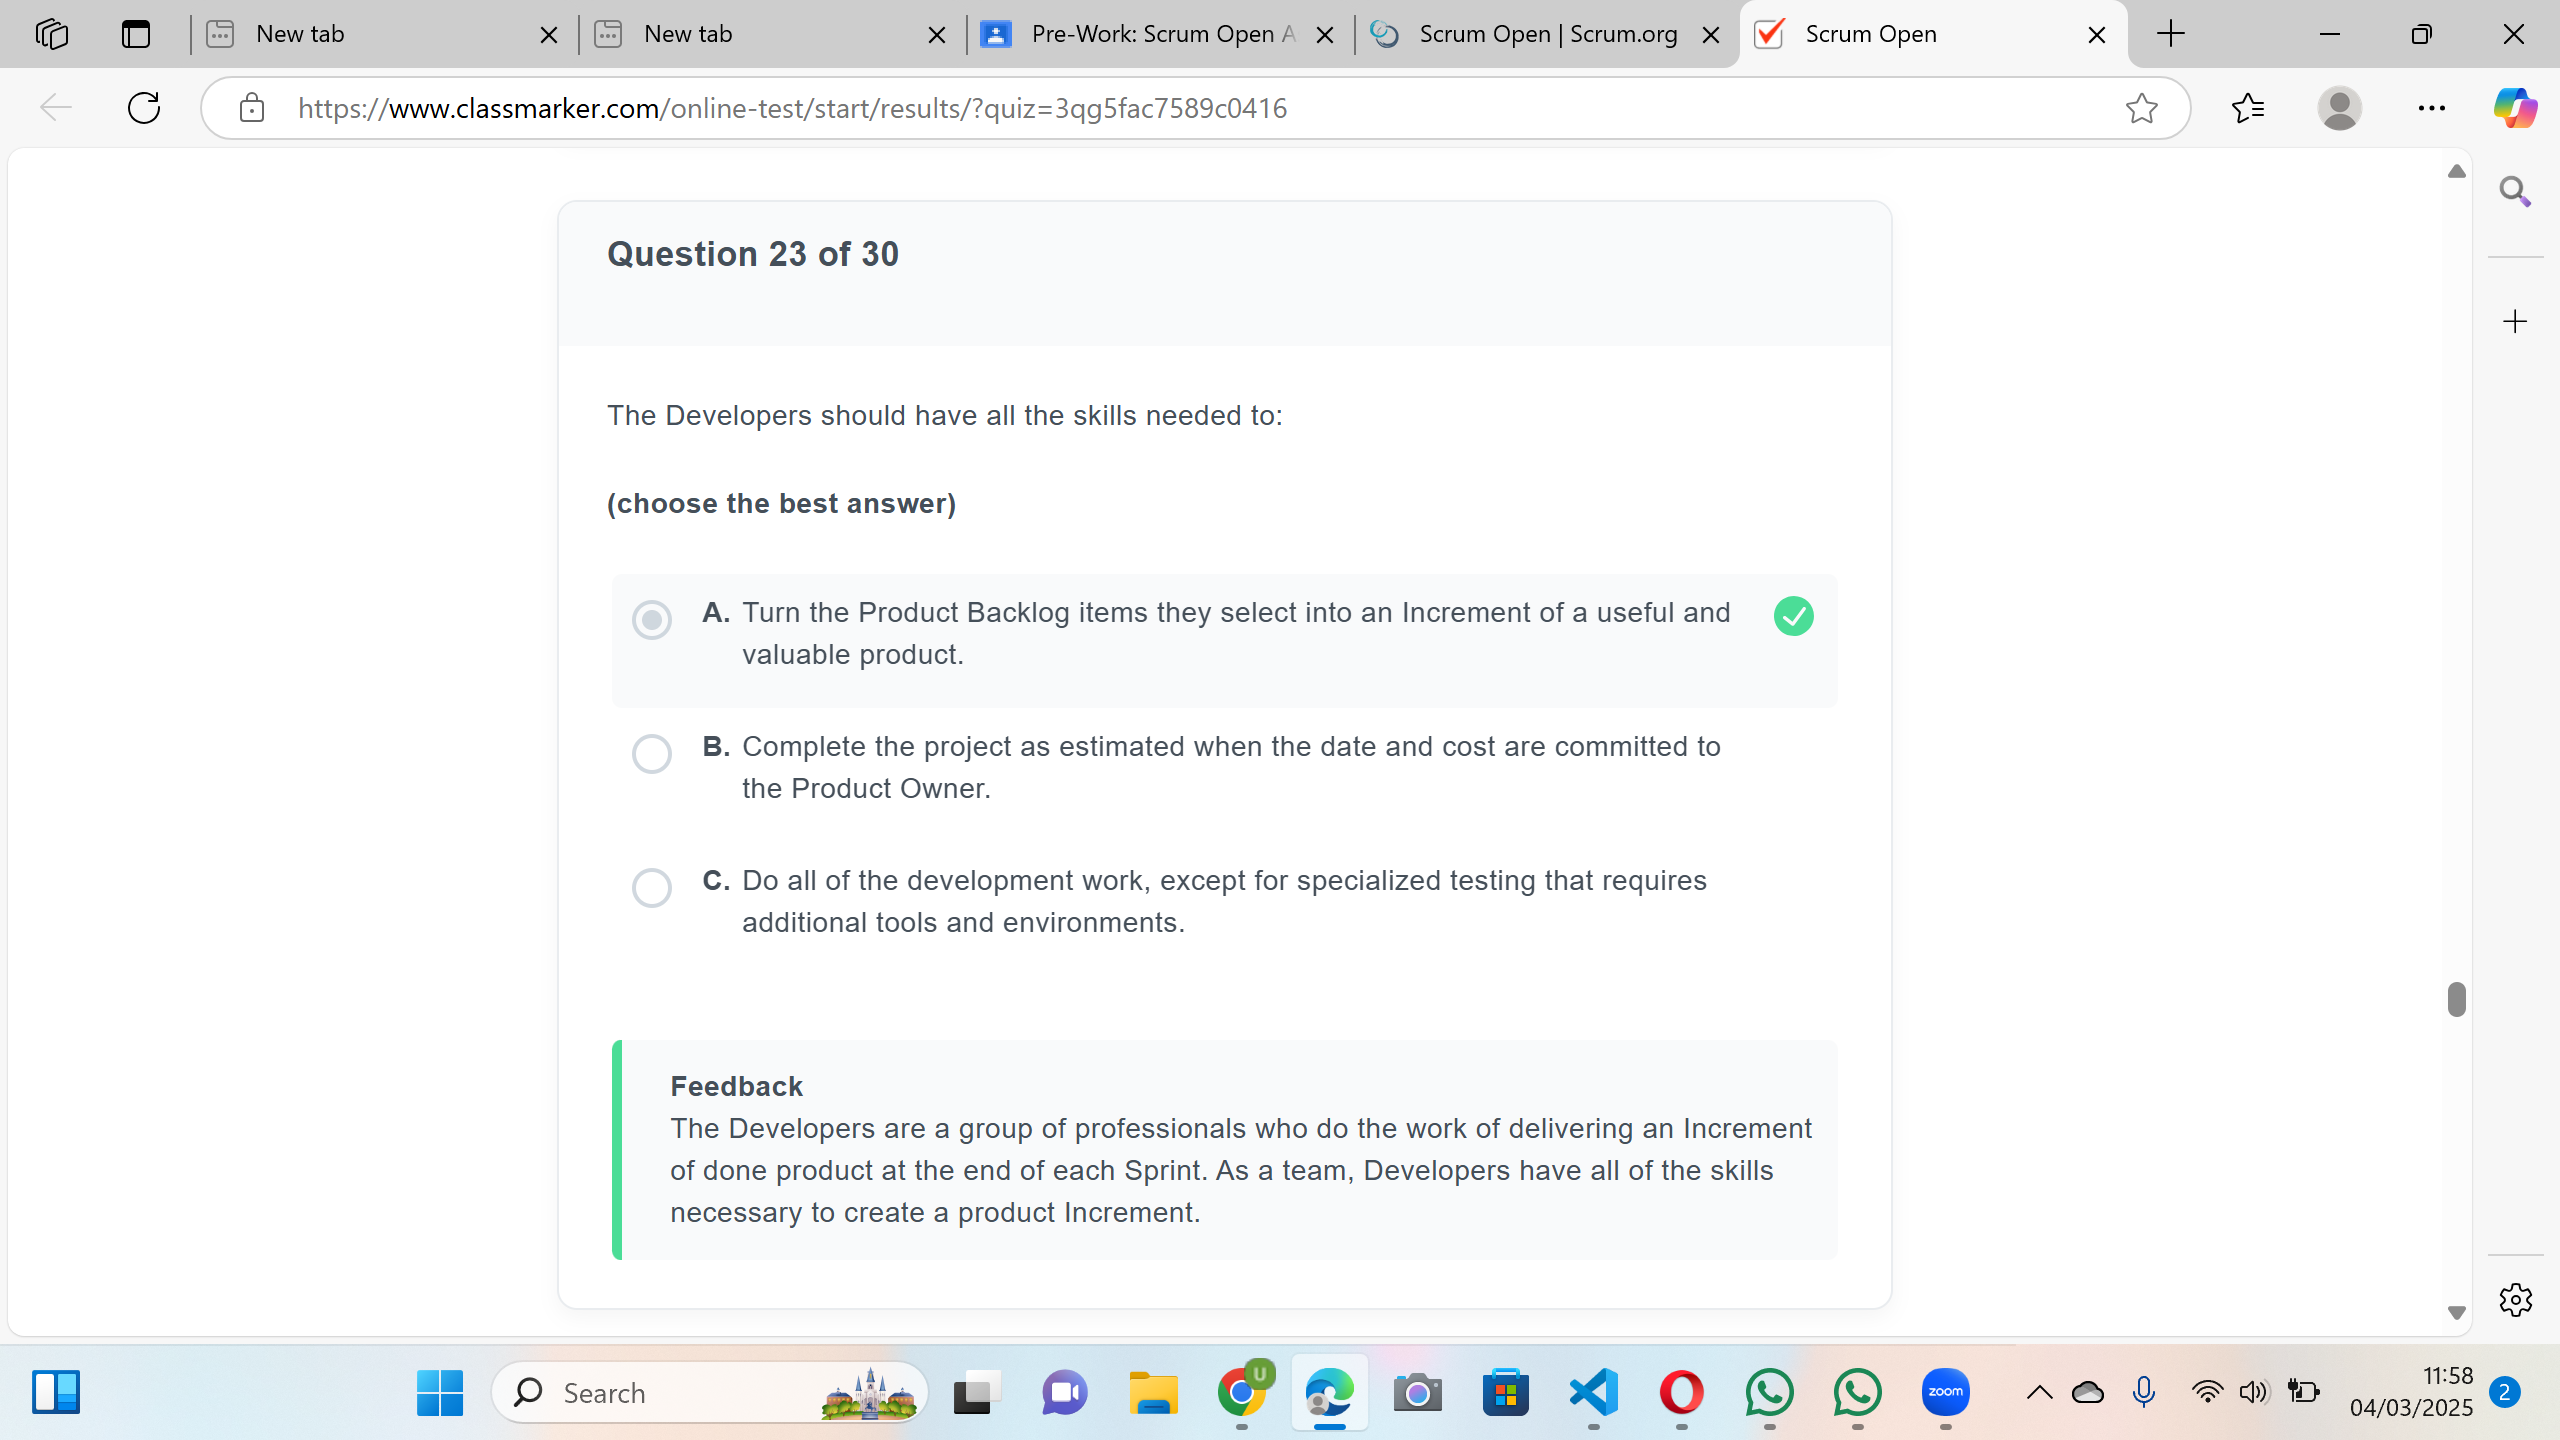 New tab
New tab
Pre-Work: Scrum Open A
Scrum Open | Scrum.org
Scrum Open
https://www.classmarker.com/online-test/start/results/?quiz=3qg5fac7589c0416
Question 23 of 30
The Developers should have all the skills needed to:
(choose the best answer)
A. Turn the Product Backlog items they select into an Increment of a useful and
valuable product.
B. Complete the project as estimated when the date and cost are committed to
the Product Owner.
C. Do all of the development work, except for specialized testing that requires
additional tools and environments.
Feedback
The Developers are a group of professionals who do the work of delivering an Increment
of done product at the end of each Sprint. As a team, Developers have all of the skills
necessary to create a product Increment.
Search
U
zoom
11:58
04/03/2025
2